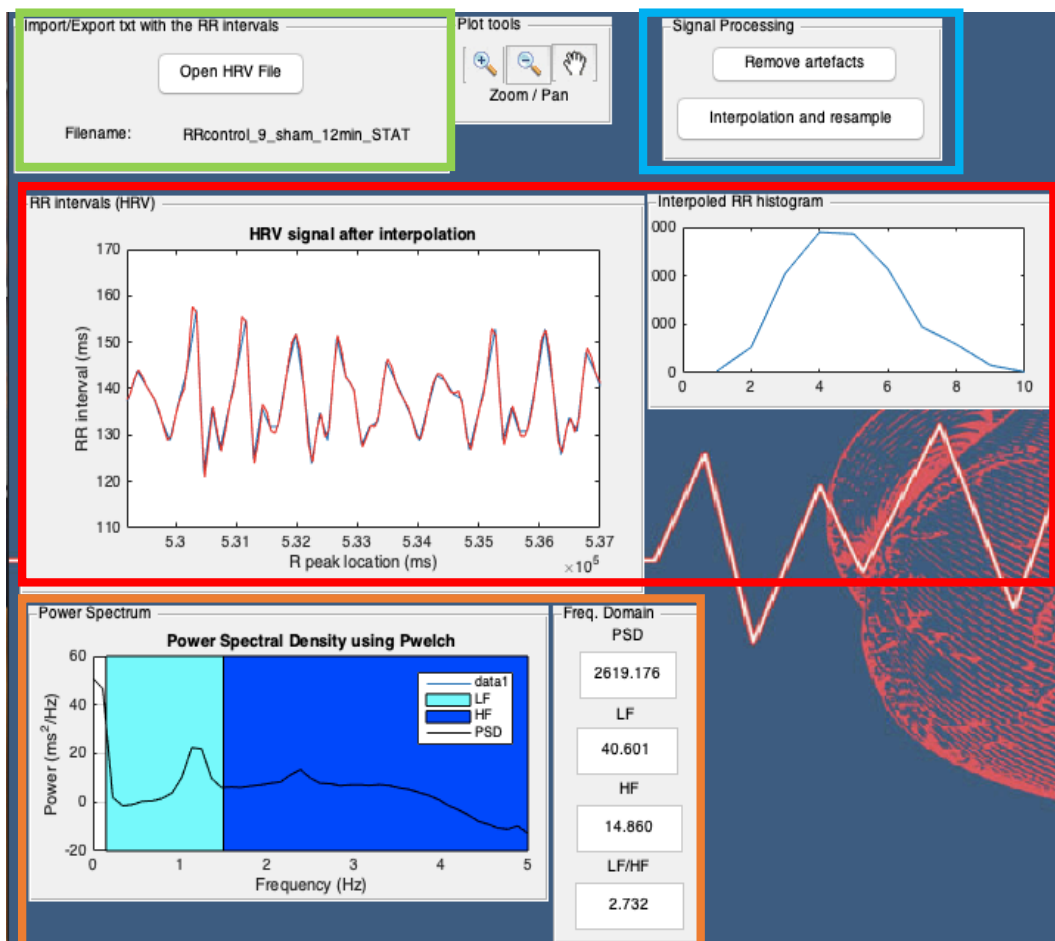 Import/Export txt with the RR intervals
Open HRV File
Filename: RRcontrol_9_sham_12min_STAT
Plot tools
Zoom / Pan
Signal Processing
Remove artefacts
Interpolation and resample
RR intervals (HRV)
HRV signal after interpolation
170
160
150
140
130
120
110
RR interval (ms)
5.3 5.31 5.32 5.33 5.34 5.35 5.36 5.37
R peak location (ms)
×10⁵
Interpoled RR histogram
000
000
000
0
0 2 4 6 8 10
Power Spectrum
Power Spectral Density using Pwelch
60
40
20
0
-20
Power (ms²/Hz)
data1
LF
HF
PSD
0 1 2 3 4 5
Frequency (Hz)
Freq. Domain
PSD
2619.176
LF
40.601
HF
14.860
LF/HF
2.732